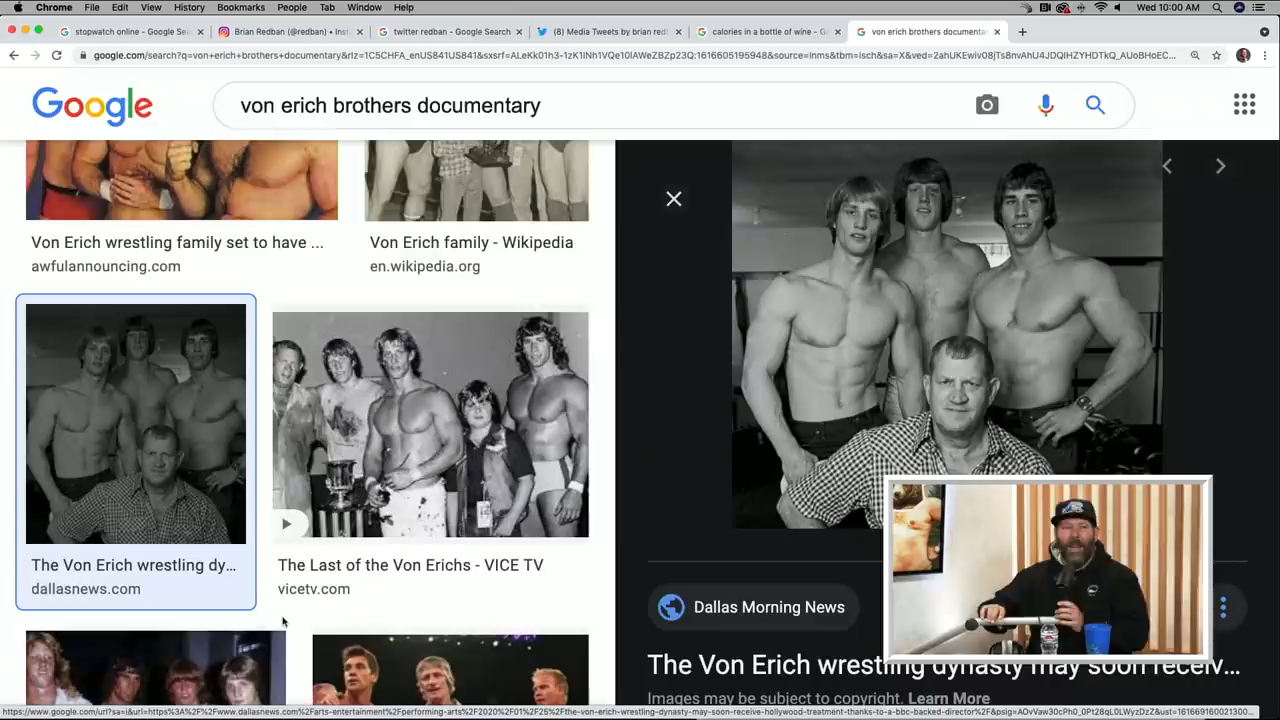 Chrome File Edit View History Bookmarks People Tab Window Help
Wed 10:00 AM
stopwatch online - Google Sea
Brian Redban (@redban) • Inst
twitter redban - Google Search
(8) Media Tweets by brian red
calories in a bottle of wine - G
von erich brothers documenta
Google
von erich brothers documentary
Von Erich wrestling family set to have ...
awfulannouncing.com
Von Erich family - Wikipedia
en.wikipedia.org
The Von Erich wrestling dy...
dallasnews.com
The Last of the Von Erichs - VICE TV
vicetv.com
Dallas Morning News
The Von Erich wrestling dynasty may soon receiv...
Images may be subject to copyright. Learn More